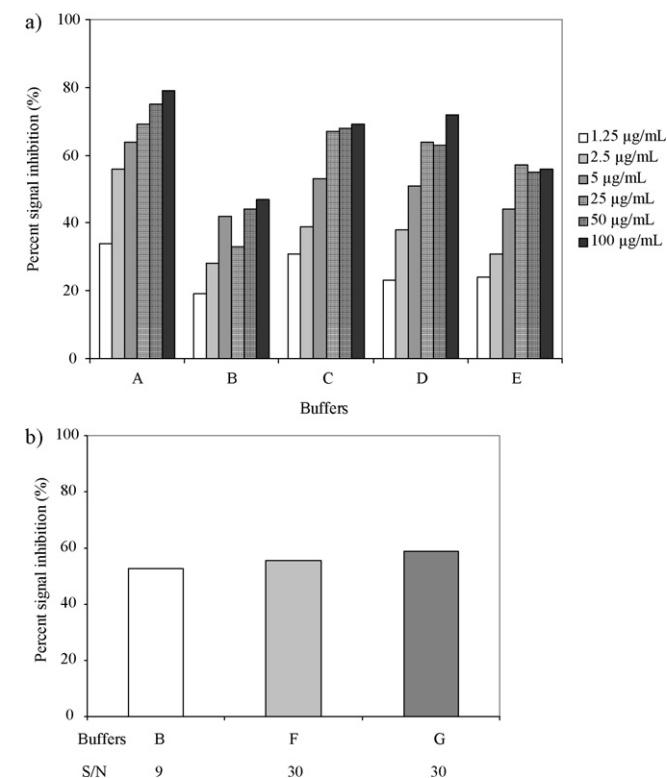 a)
100
80
60
40
20
0
Percent signal inhibition (%)
A B C D E
Buffers
1.25 µg/mL
2.5 µg/mL
5 µg/mL
25 µg/mL
50 µg/mL
100 µg/mL
b)
100
80
60
40
20
0
Percent signal inhibition (%)
Buffers B F G
S/N 9 30 30